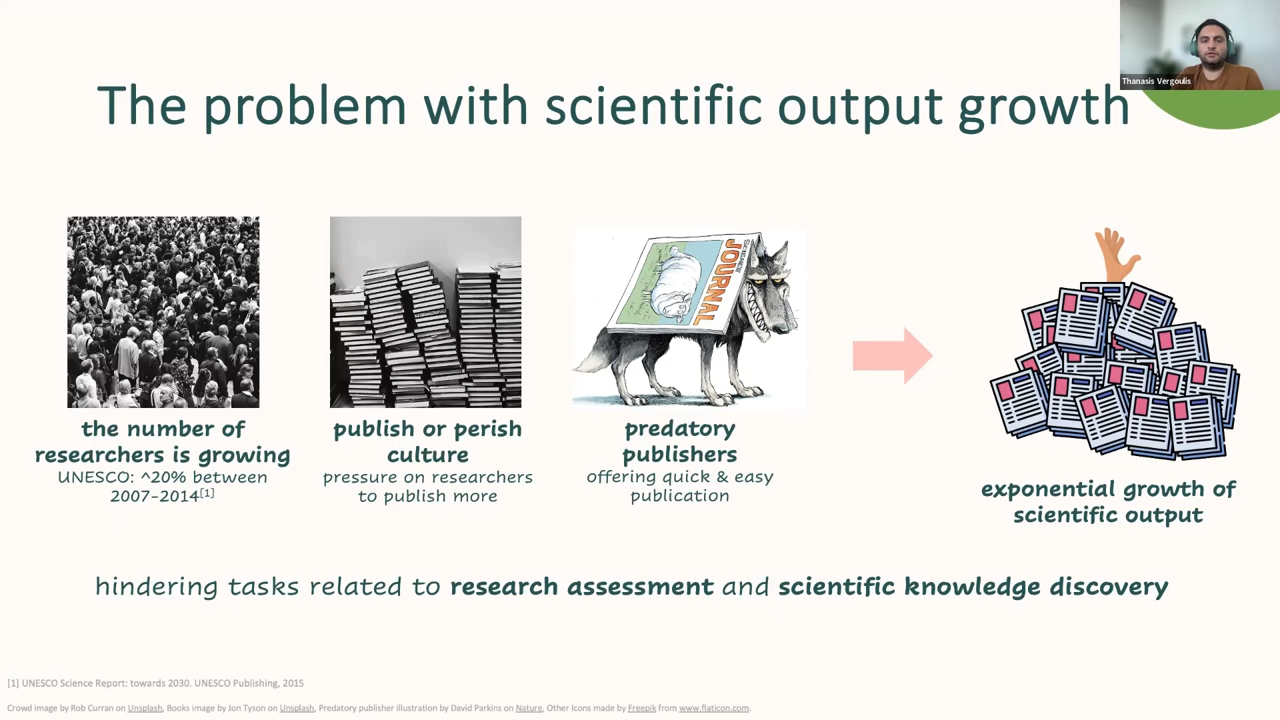 Thanasis Vergoulis
The problem with scientific output growth
JOURNAL
the number of
researchers is growing
UNESCO: ^20% between
2007-2014[1]
publish or perish
culture
pressure on researchers
to publish more
predatory
publishers
offering quick & easy
publication
exponential growth of
scientific output
hindering tasks related to research assessment and scientific knowledge discovery
[1] UNESCO Science Report: towards 2030. UNESCO Publishing, 2015
Crowd image by Rob Curran on Unsplash, Books image by Jon Tyson on Unsplash, Predatory publisher illustration by David Parkins on Nature, Other Icons made by Freepik from www.flaticon.com.